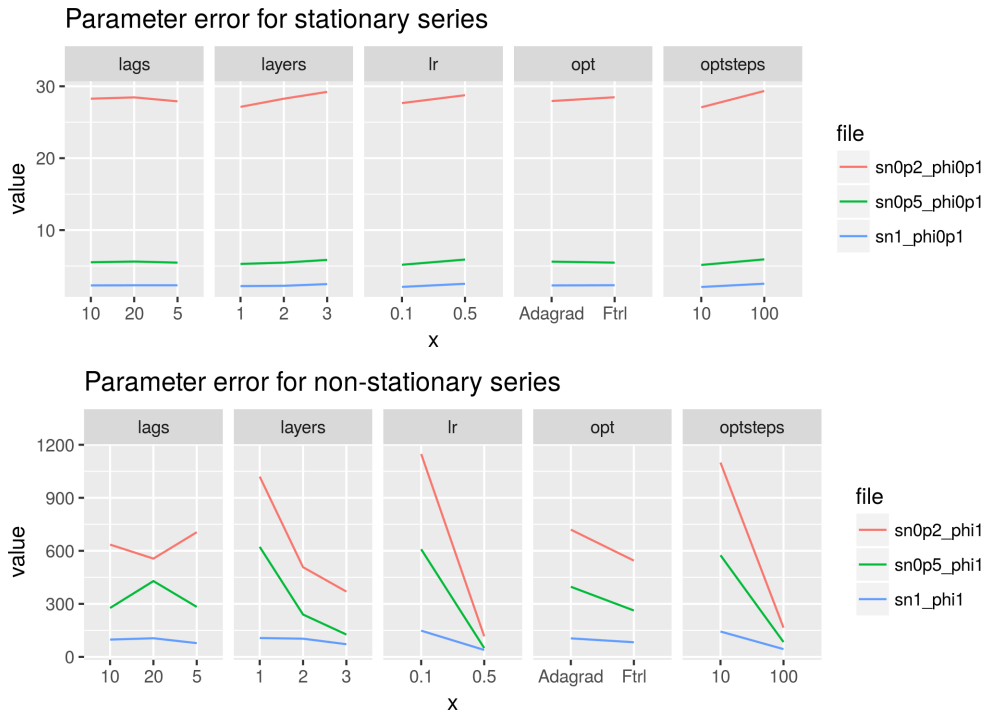 Parameter error for stationary series
lags layers lr opt optsteps
30
20
10
value
10 20 5 1 2 3 0.1 0.5 Adagrad Ftrl 10 100
x
file
sn0p2_phi0p1
sn0p5_phi0p1
sn1_phi0p1
Parameter error for non-stationary series
lags layers lr opt optsteps
1200
900
600
300
0
value
10 20 5 1 2 3 0.1 0.5 Adagrad Ftrl 10 100
x
file
sn0p2_phi1
sn0p5_phi1
sn1_phi1